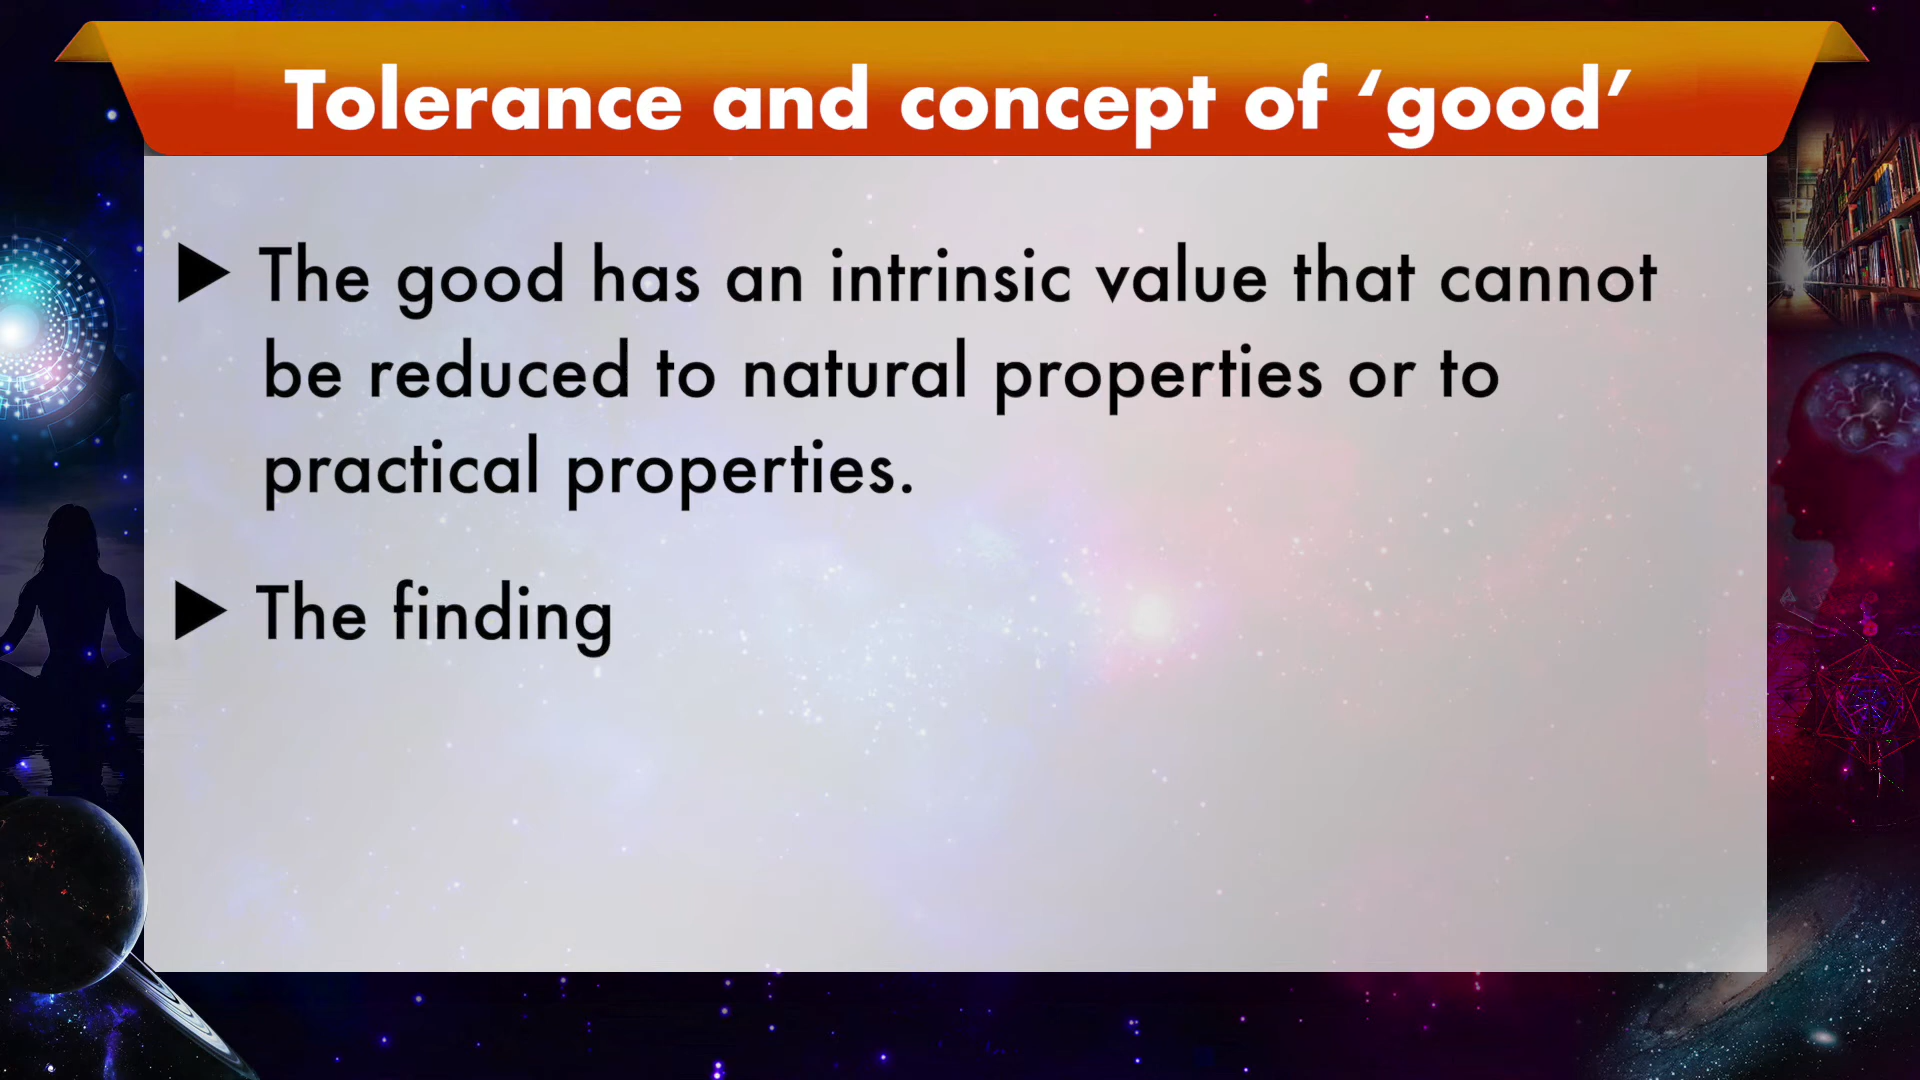 Tolerance and concept of ‘good’
▶ The good has an intrinsic value that cannot
be reduced to natural properties or to
practical properties.
▶ The finding